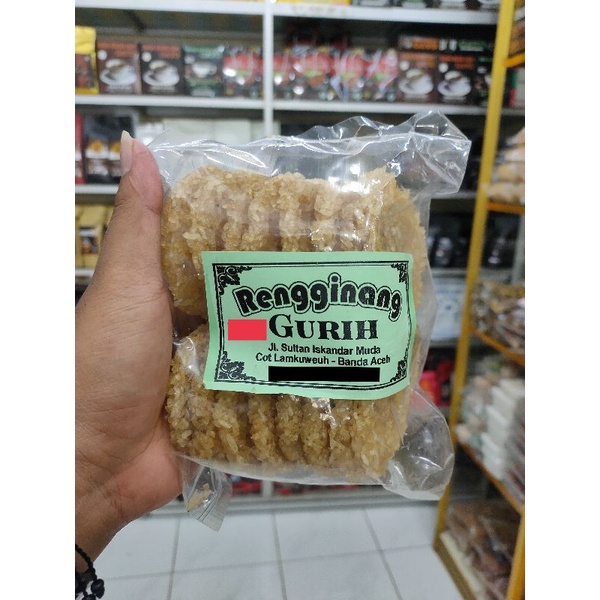 Rengginang
GURIH
Jl. Sultan Iskandar Muda
Cot Lamkuweuh - Banda Aceh